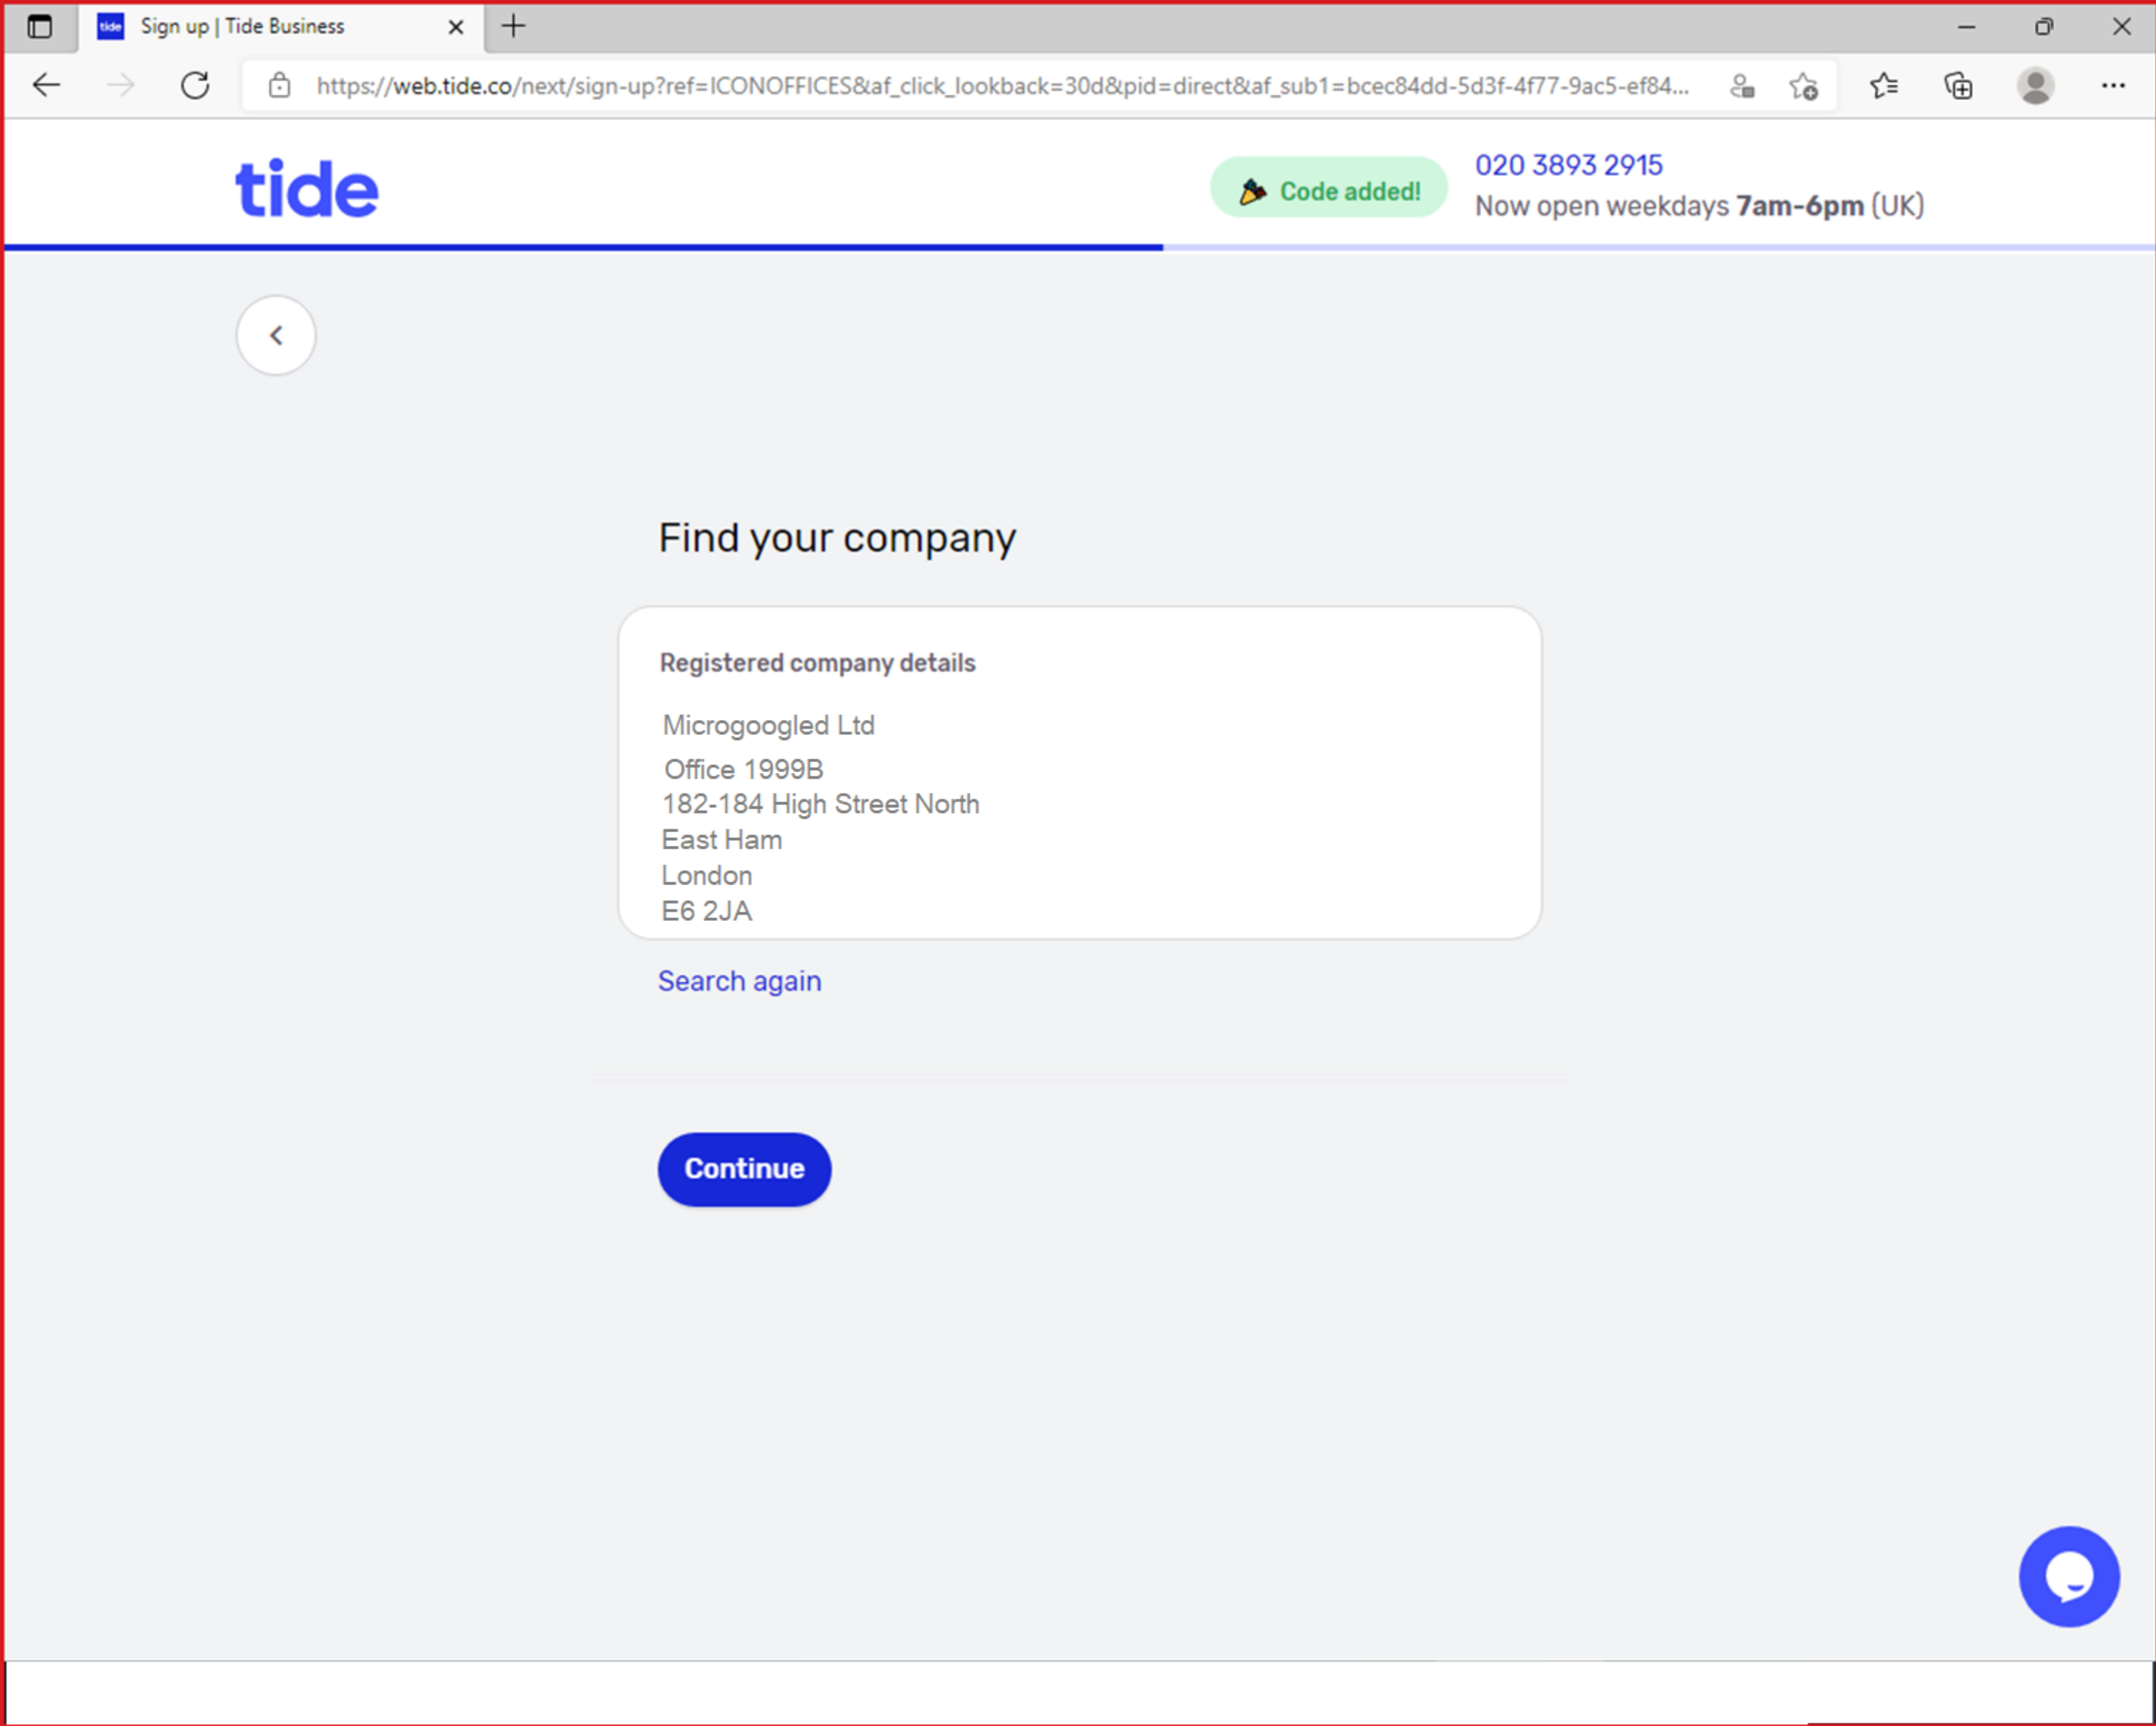 tide
Sign up | Tide Business
https://web.tide.co/next/sign-up?ref=ICONOFFICES&af_click_lookback=30d&pid=direct&af_sub1=bcec84dd-5d3f-4f77-9ac5-ef84...
tide
Code added!
020 3893 2915
Now open weekdays 7am-6pm (UK)
Find your company
Registered company details
Microgoogled Ltd
Office 1999B
182-184 High Street North
East Ham
London
E6 2JA
Search again
Continue